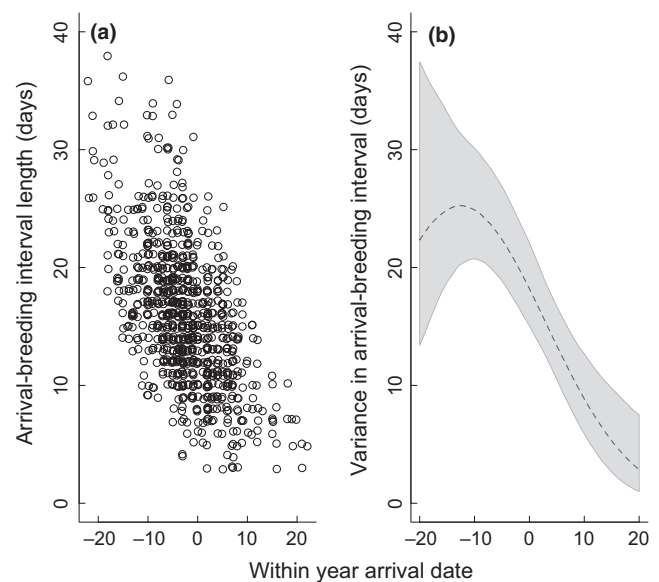 (a)
Arrival-breeding interval length (days)
40
30
20
10
0
−20 −10 0 10 20
(b)
Variance in arrival-breeding interval (days)
40
30
20
10
0
−20 −10 0 10 20
Within year arrival date